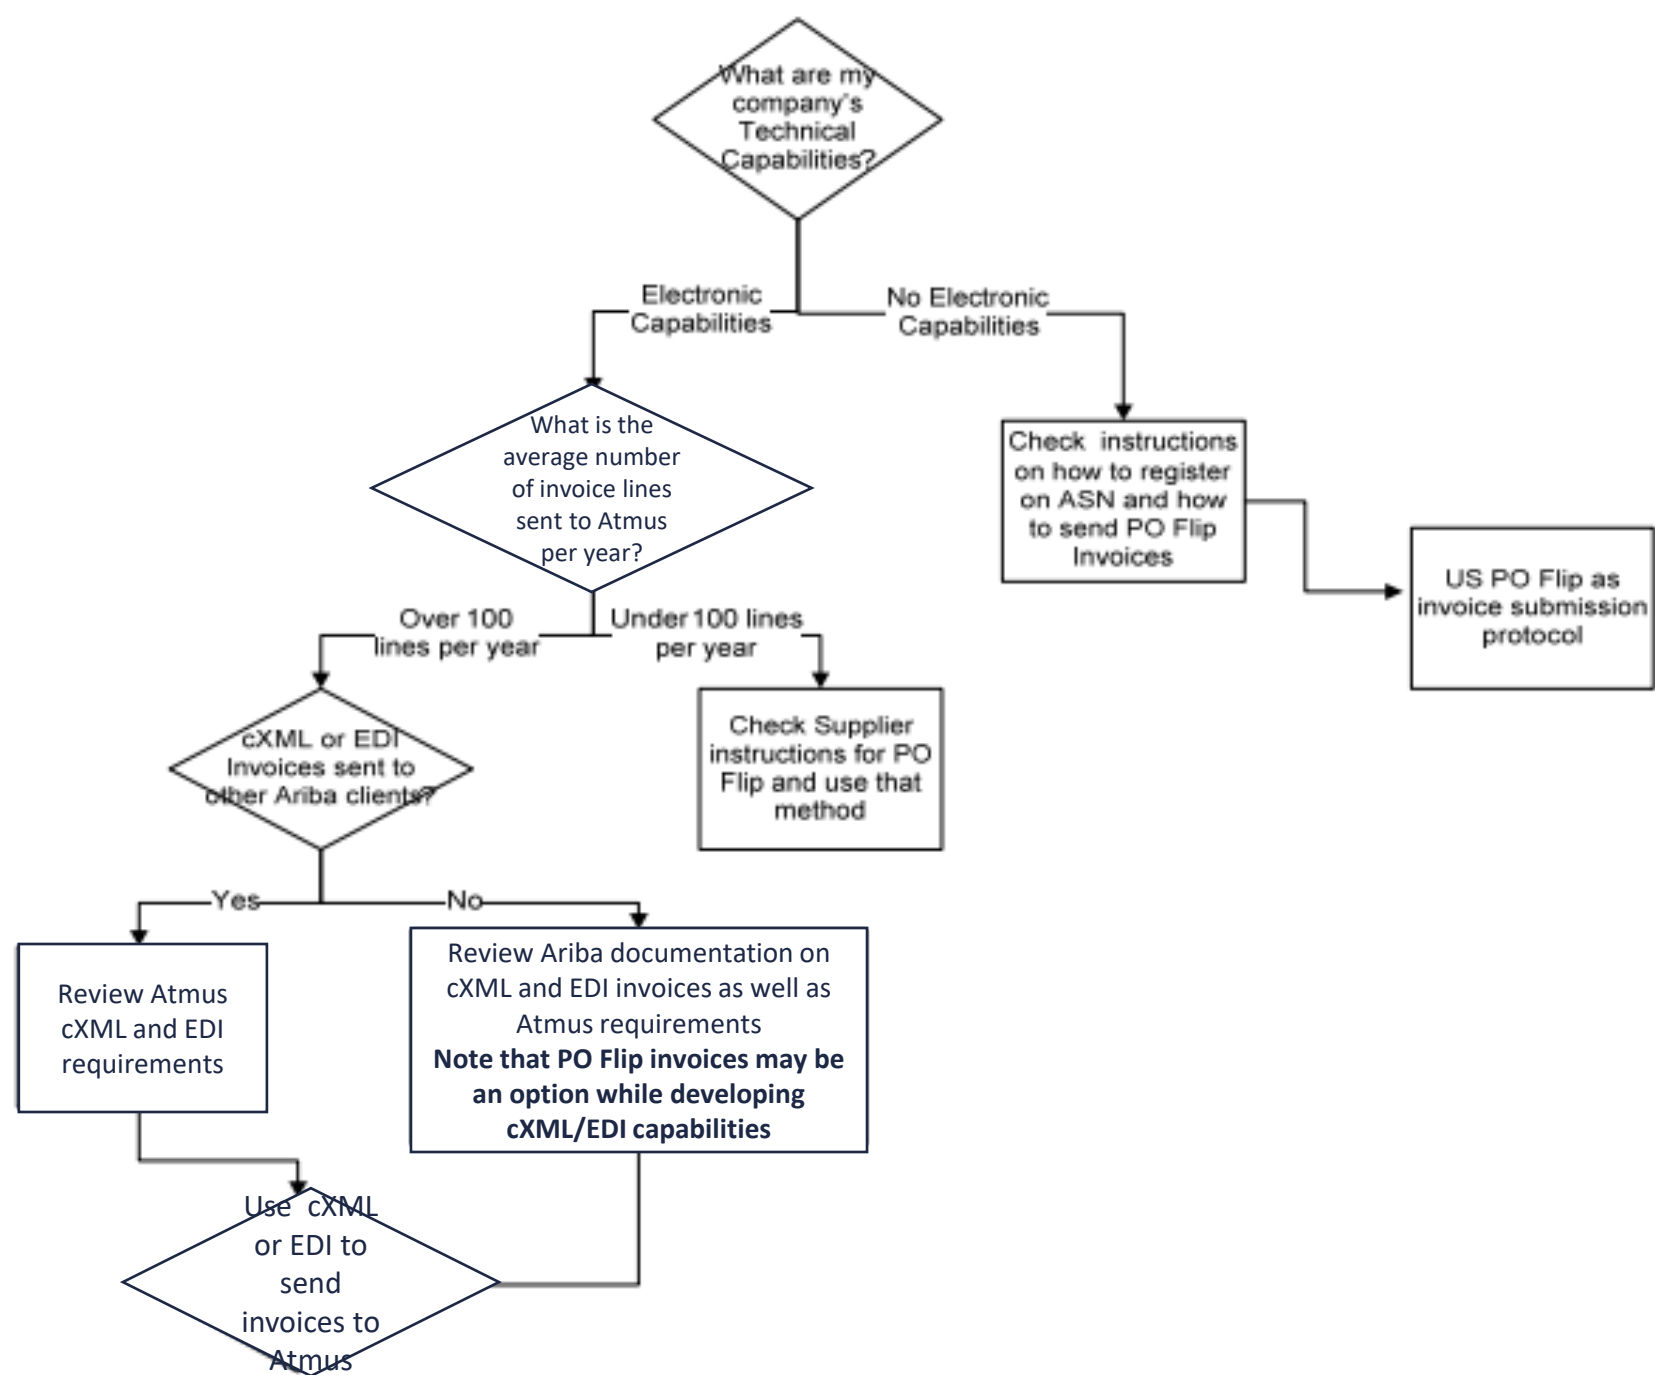 What are my
company's
Technical
Capabilities?
Electronic
Capabilities
No Electronic
Capabilities
What is the
average number
of invoice lines
sent to Atmus
per year?
Check instructions
on how to register
on ASN and how
to send PO Flip
Invoices
US PO Flip as
invoice submission
protocol
Over 100
lines per year
Under 100 lines
per year
cXML or EDI
Invoices sent to
other Ariba clients?
Check Supplier
instructions for PO
Flip and use that
method
Yes
No
Review Atmus
cXML and EDI
requirements
Review Ariba documentation on
cXML and EDI invoices as well as
Atmus requirements
Note that PO Flip invoices may be
an option while developing
cXML/EDI capabilities
Use cXML
or EDI to
send
invoices to
Atmus